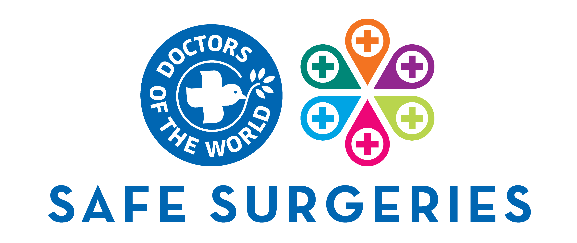 DOCTORS
OF THE WORLD
SAFE SURGERIES